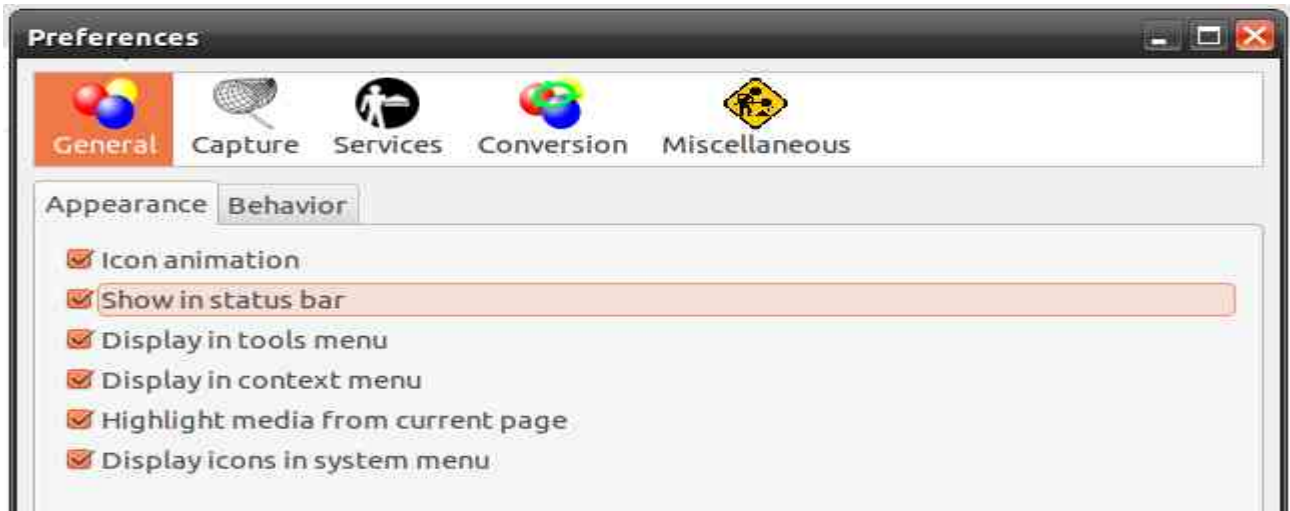 Preferences
General Capture Services Conversion Miscellaneous
Appearance Behavior
Icon animation
Show in status bar
Display in tools menu
Display in context menu
Highlight media from current page
Display icons in system menu